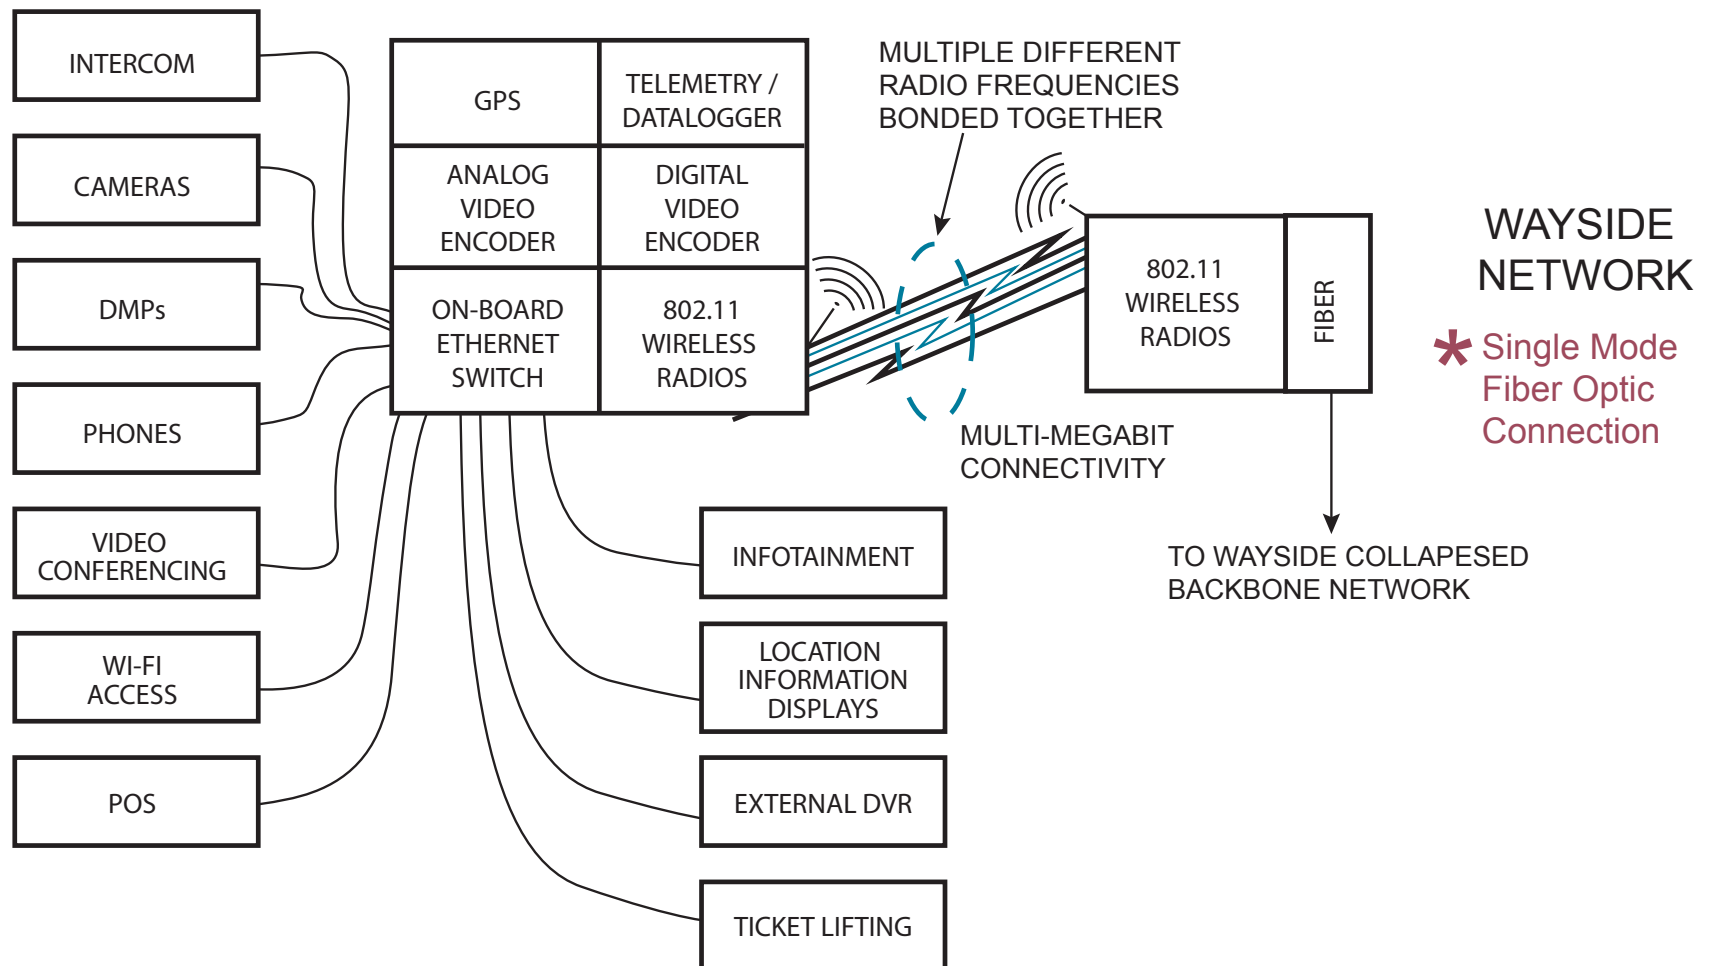 INTERCOM
CAMERAS
DMPs
PHONES
VIDEO
CONFERENCING
WI-FI
ACCESS
POS
GPS
TELEMETRY /
DATALOGGER
ANALOG
VIDEO
ENCODER
DIGITAL
VIDEO
ENCODER
ON-BOARD
ETHERNET
SWITCH
802.11
WIRELESS
RADIOS
INFOTAINMENT
LOCATION
INFORMATION
DISPLAYS
EXTERNAL DVR
TICKET LIFTING
MULTIPLE DIFFERENT
RADIO FREQUENCIES
BONDED TOGETHER
MULTI-MEGABIT
CONNECTIVITY
802.11
WIRELESS
RADIOS
FIBER
TO WAYSIDE COLLAPESED
BACKBONE NETWORK
WAYSIDE
NETWORK
* Single Mode
Fiber Optic
Connection